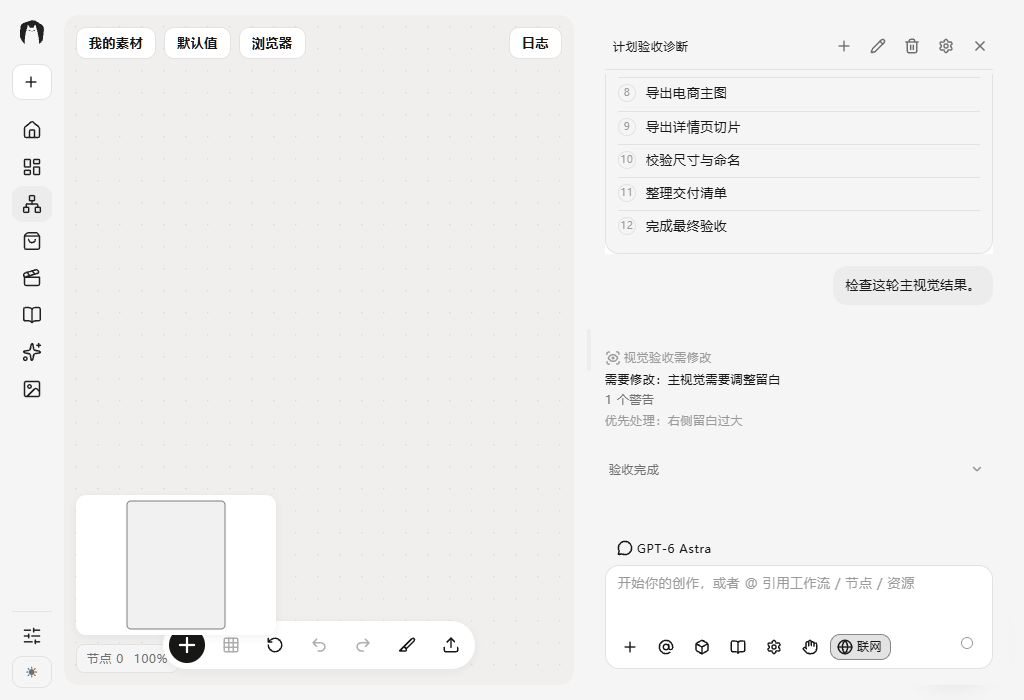 我的素材
默认值
浏览器
日志
节点 0
100%
计划验收诊断
8 导出电商主图
9 导出详情页切片
10 校验尺寸与命名
11 整理交付清单
12 完成最终验收
检查这轮主视觉结果。
视觉验收需修改
需要修改：主视觉需要调整留白
1 个警告
优先处理：右侧留白过大
验收完成
GPT-6 Astra
开始你的创作，或者 @ 引用工作流 / 节点 / 资源
联网